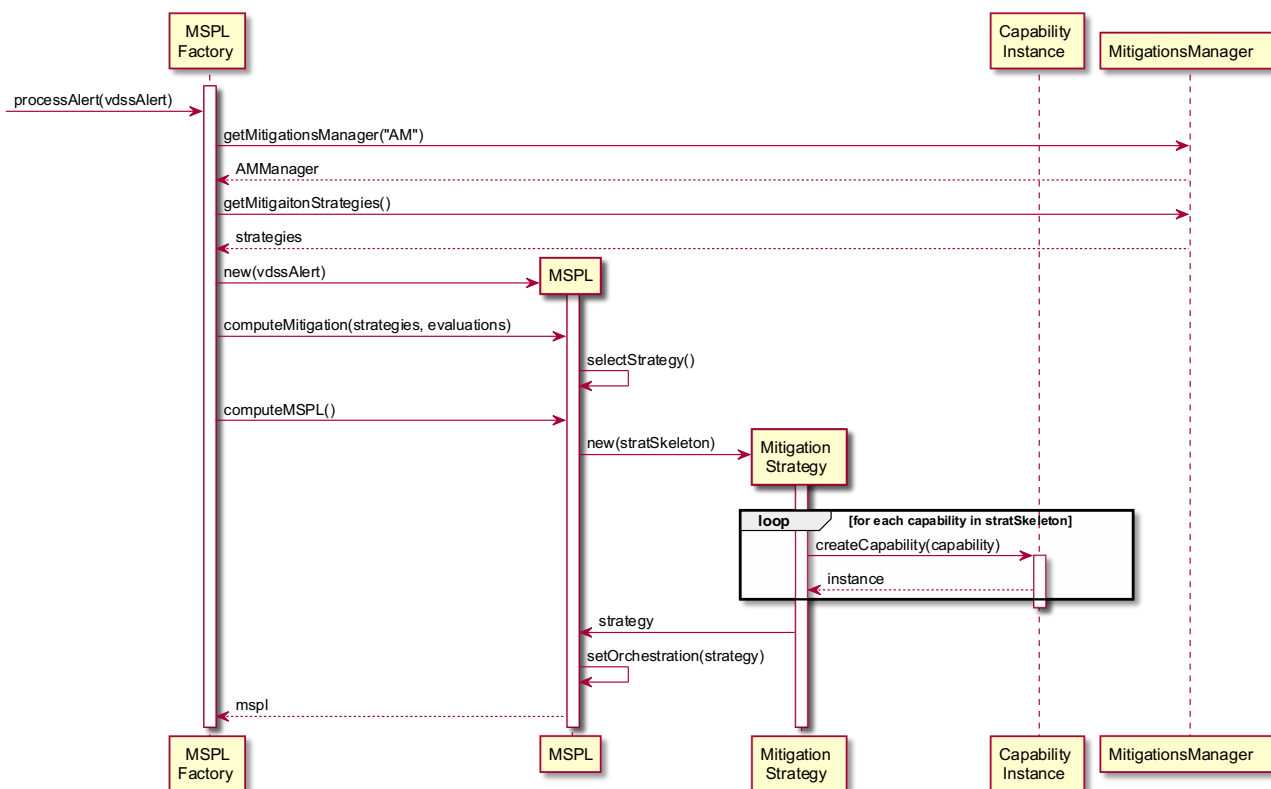 MSPL
Factory
Capability
Instance
MitigationsManager
processAlert(vdssAlert)
getMitigationsManager("AM")
AMManager
getMitigaitonStrategies()
strategies
new(vdssAlert)
MSPL
computeMitigation(strategies, evaluations)
selectStrategy()
computeMSPL()
new(stratSkeleton)
Mitigation
Strategy
loop
[for each capability in stratSkeleton]
createCapability(capability)
instance
strategy
setOrchestration(strategy)
mspl
MSPL
Factory
MSPL
Mitigation
Strategy
Capability
Instance
MitigationsManager